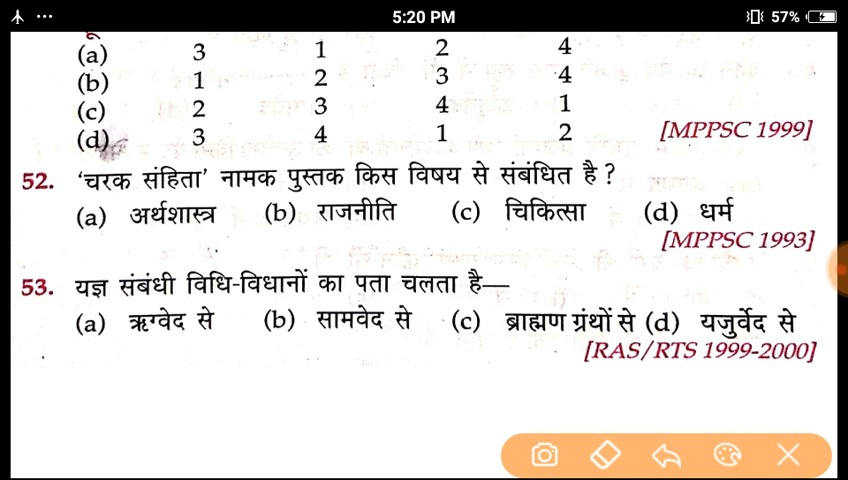 5:20 PM 57%
(a) 3 1 2 4
(b) 1 2 3 4
(c) 2 3 4 1
(d) 3 4 1 2 [MPPSC 1999]
52. ‘चरक संहिता’ नामक पुस्तक किस विषय से संबंधित है ?
(a) अर्थशास्त्र (b) राजनीति (c) चिकित्सा (d) धर्म
[MPPSC 1993]
53. यज्ञ संबंधी विधि-विधानों का पता चलता है—
(a) ऋग्वेद से (b) सामवेद से (c) ब्राह्मण ग्रंथों से (d) यजुर्वेद से
[RAS/RTS 1999-2000]